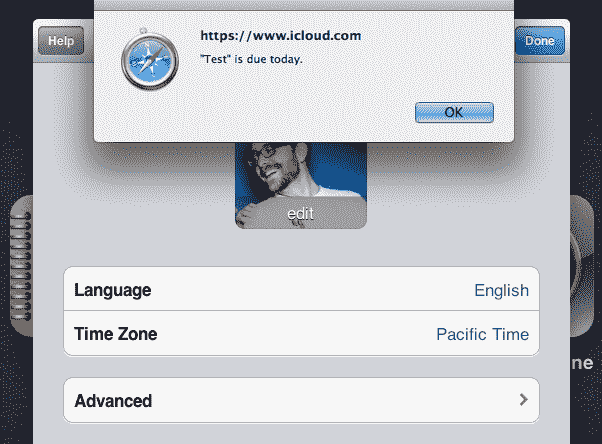 https://www.icloud.com
"Test" is due today.
OK
Help
Done
edit
Language English
Time Zone Pacific Time
Advanced
ne